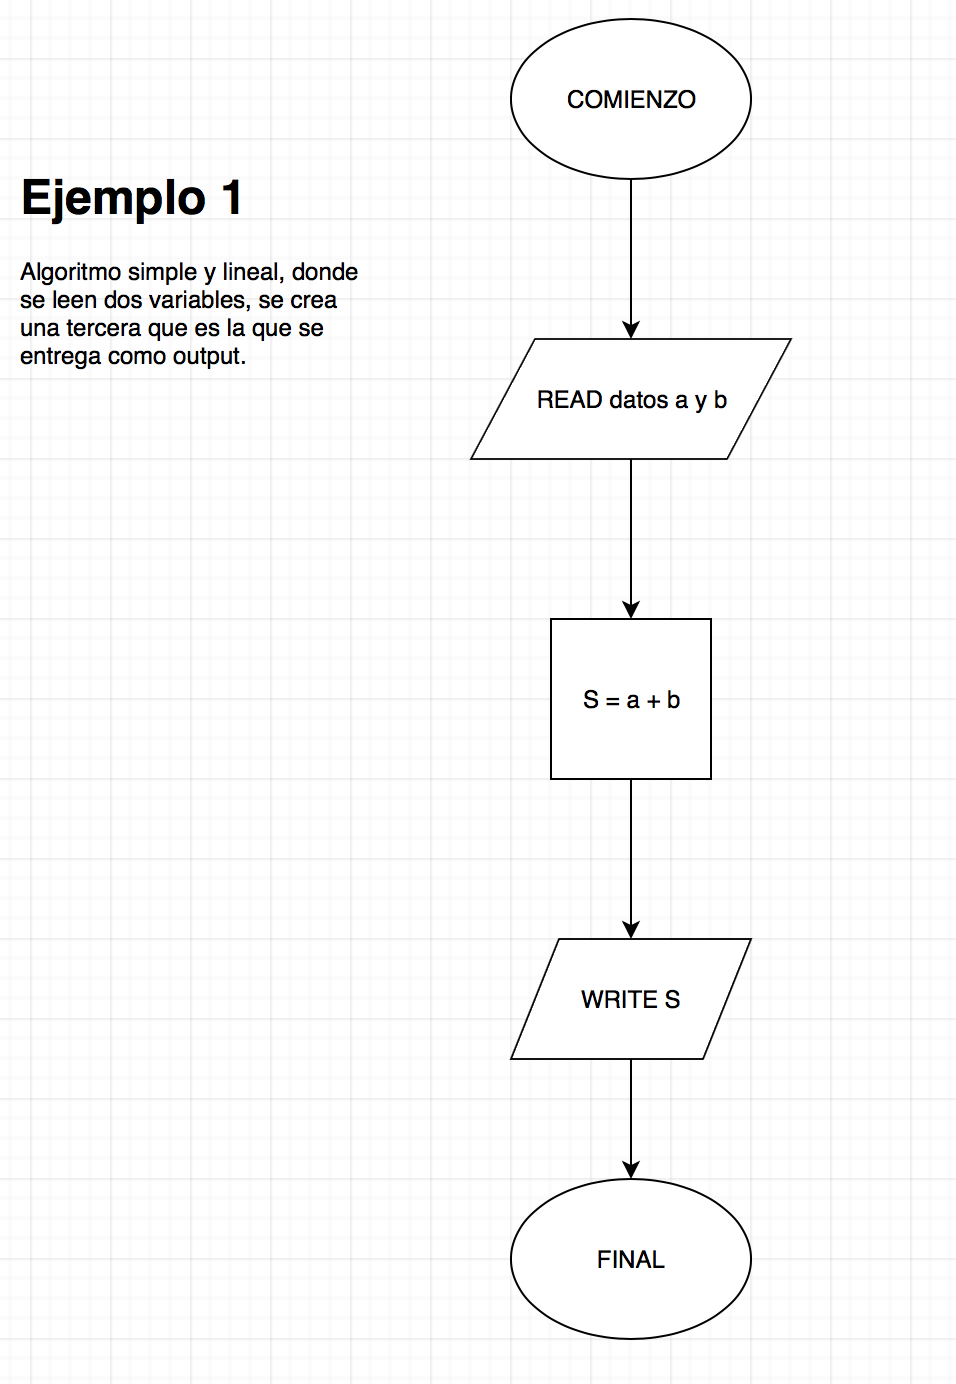 COMIENZO
Ejemplo 1
Algoritmo simple y lineal, donde
se leen dos variables, se crea
una tercera que es la que se
entrega como output.
READ datos a y b
S = a + b
WRITE S
FINAL